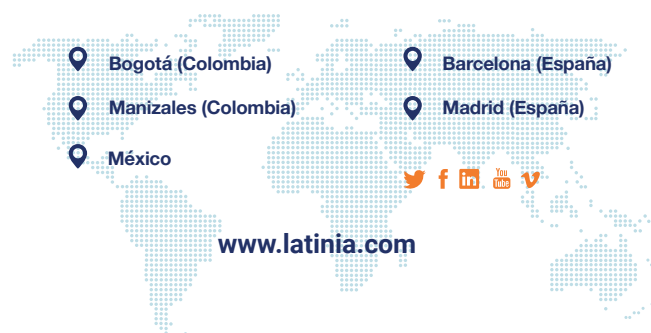 Bogotá (Colombia)
Manizales (Colombia)
México
Barcelona (España)
Madrid (España)
You
Tube
www.latinia.com